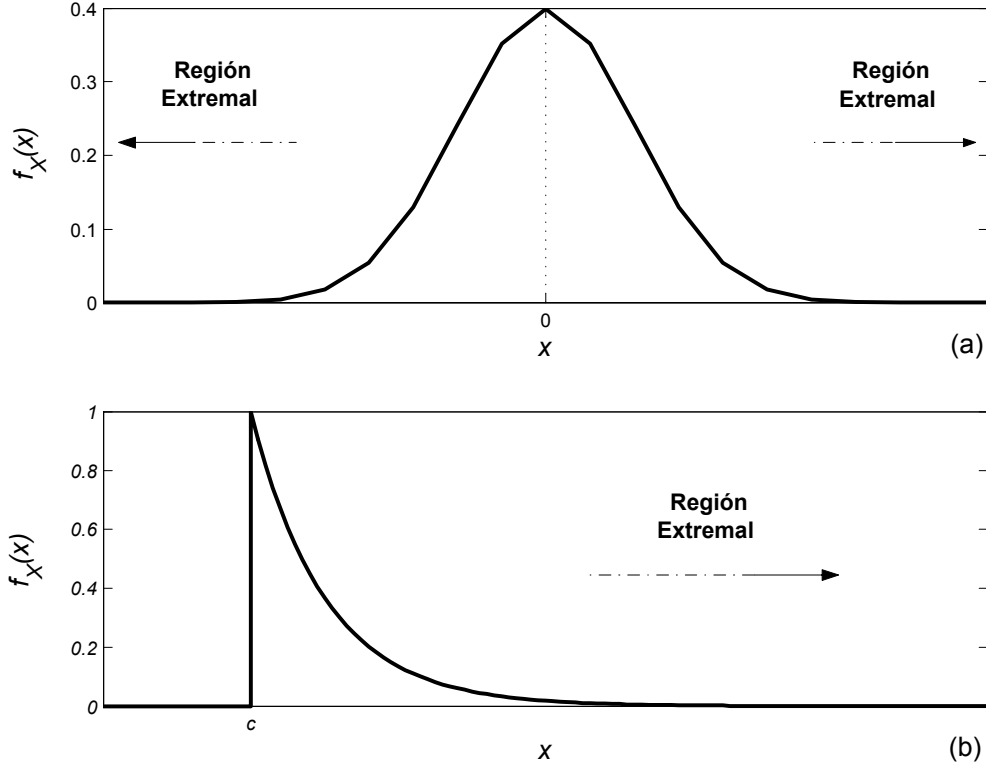 0.4
Región
Extremal
Región
Extremal
0.3
0.2
0.1
0
f_X(x)
0
x
(a)
1
0.8
0.6
0.4
0.2
0
f_X(x)
Región
Extremal
c
x
(b)